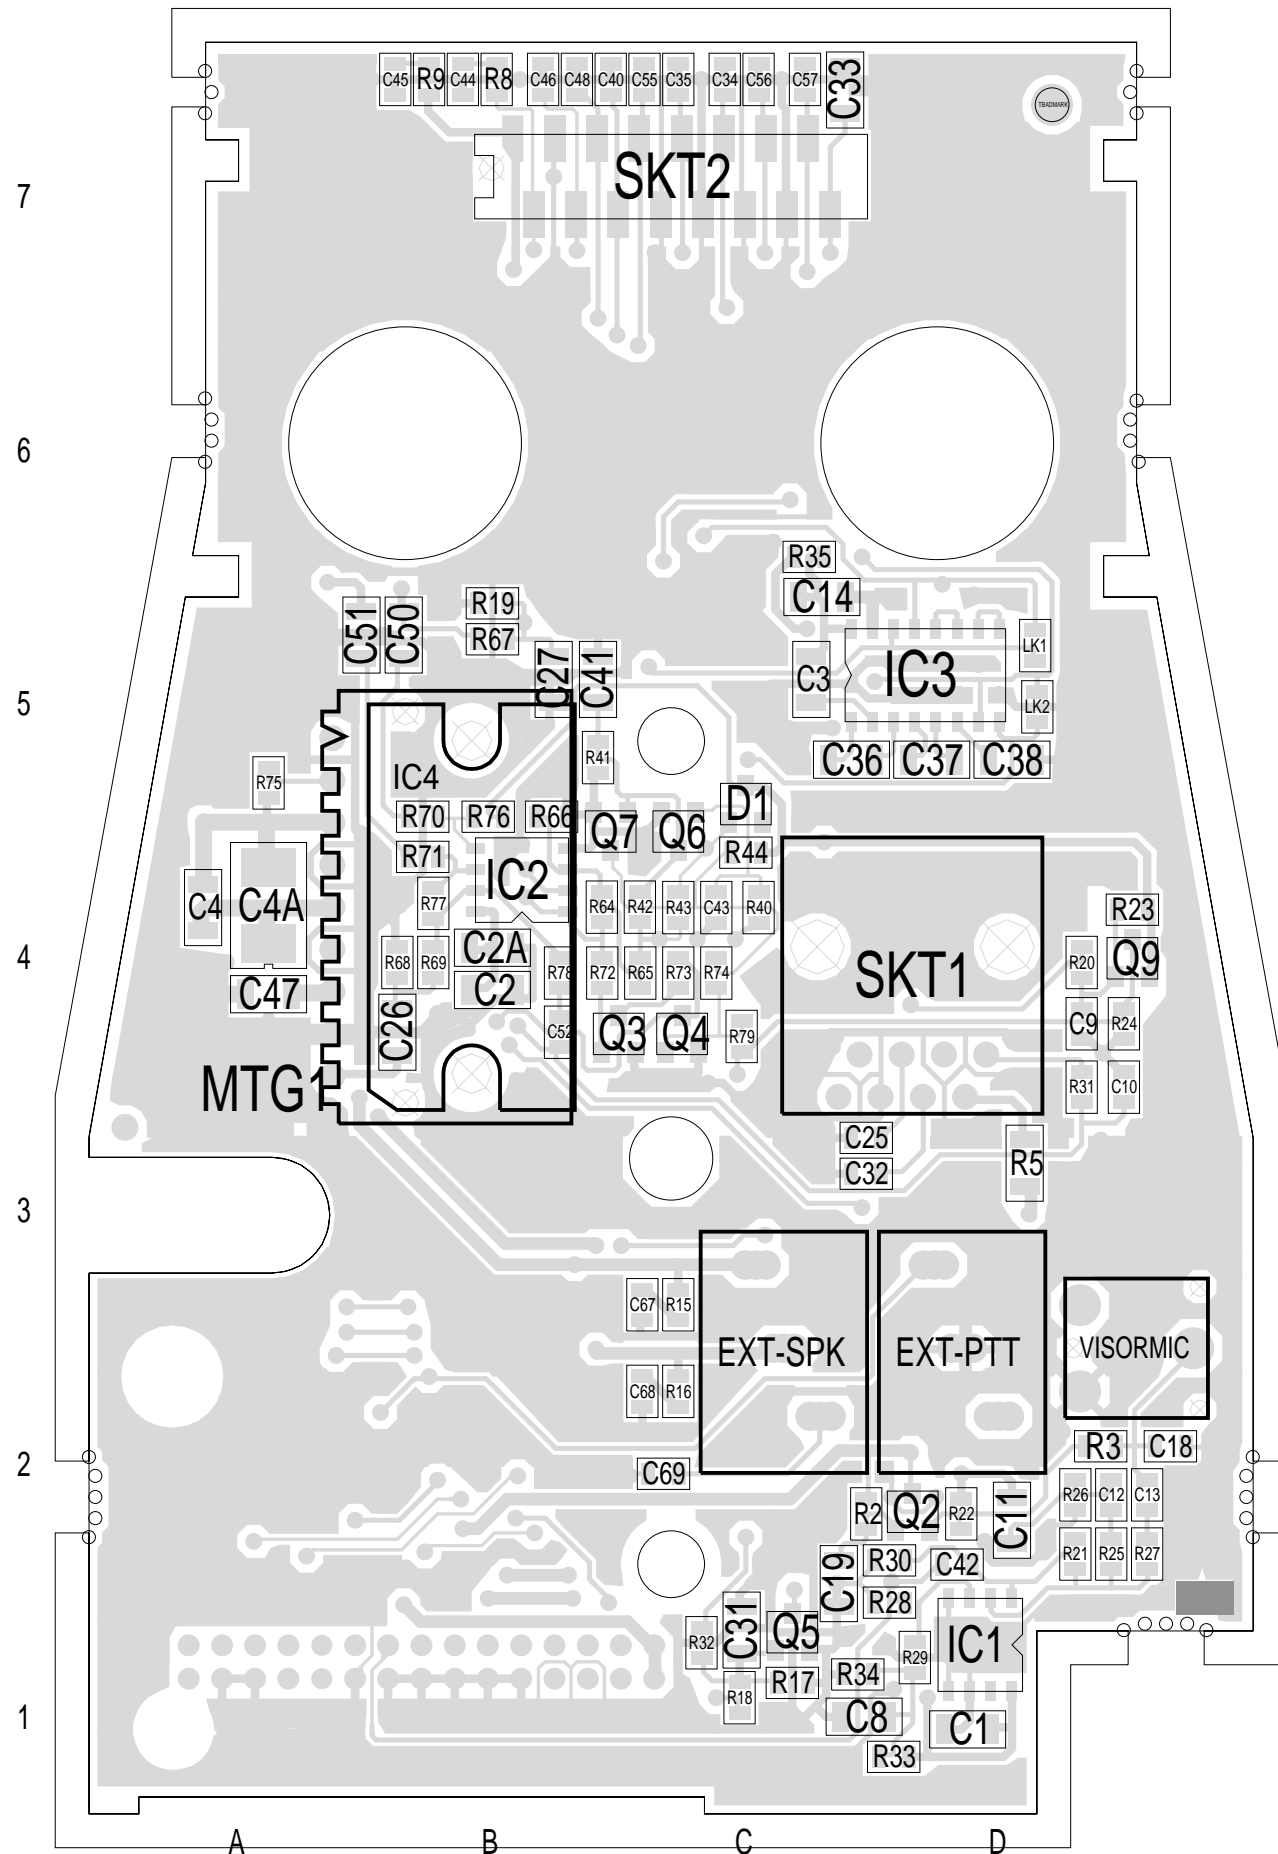 C45 R9 C44 R8 C46 C48 C40 C55 C35 C34 C56 C57 C33
TBADMARK
SKT2
7
6
R35
C14
R19
R67
C51 C50
C27 C41
C3
IC3
LK1
LK2
5
C36 C37 C38
R41
R75
IC4
R70 R76 R66
Q7 Q6
D1
R44
R71
IC2
C4 C4A
R77
R64 R42 R43 C43 R40
R23
4
C2A
R68 R69
R78
R72 R65 R73 R74
SKT1
R20
Q9
C47
C2
C26
C52
Q3 Q4
R79
C9 R24
MTG1
R31 C10
C25
C32
R5
3
C67 R15
EXT-SPK
EXT-PTT
VISORMIC
C68 R16
R3 C18
2
C69
R2
Q2
R22
C11
R26 C12 C13
R30
C42
R21 R25 R27
C19
R28
C31
Q5
R32
R29
IC1
R34
R17
R18
1
C8
C1
R33
A B C D